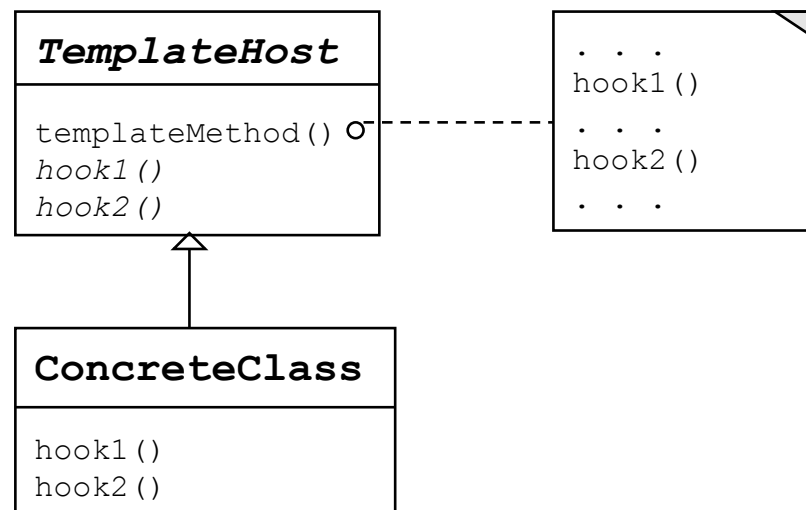 TemplateHost
templateMethod()
hook1()
hook2()
. . .
hook1()
. . .
hook2()
. . .
ConcreteClass
hook1()
hook2()